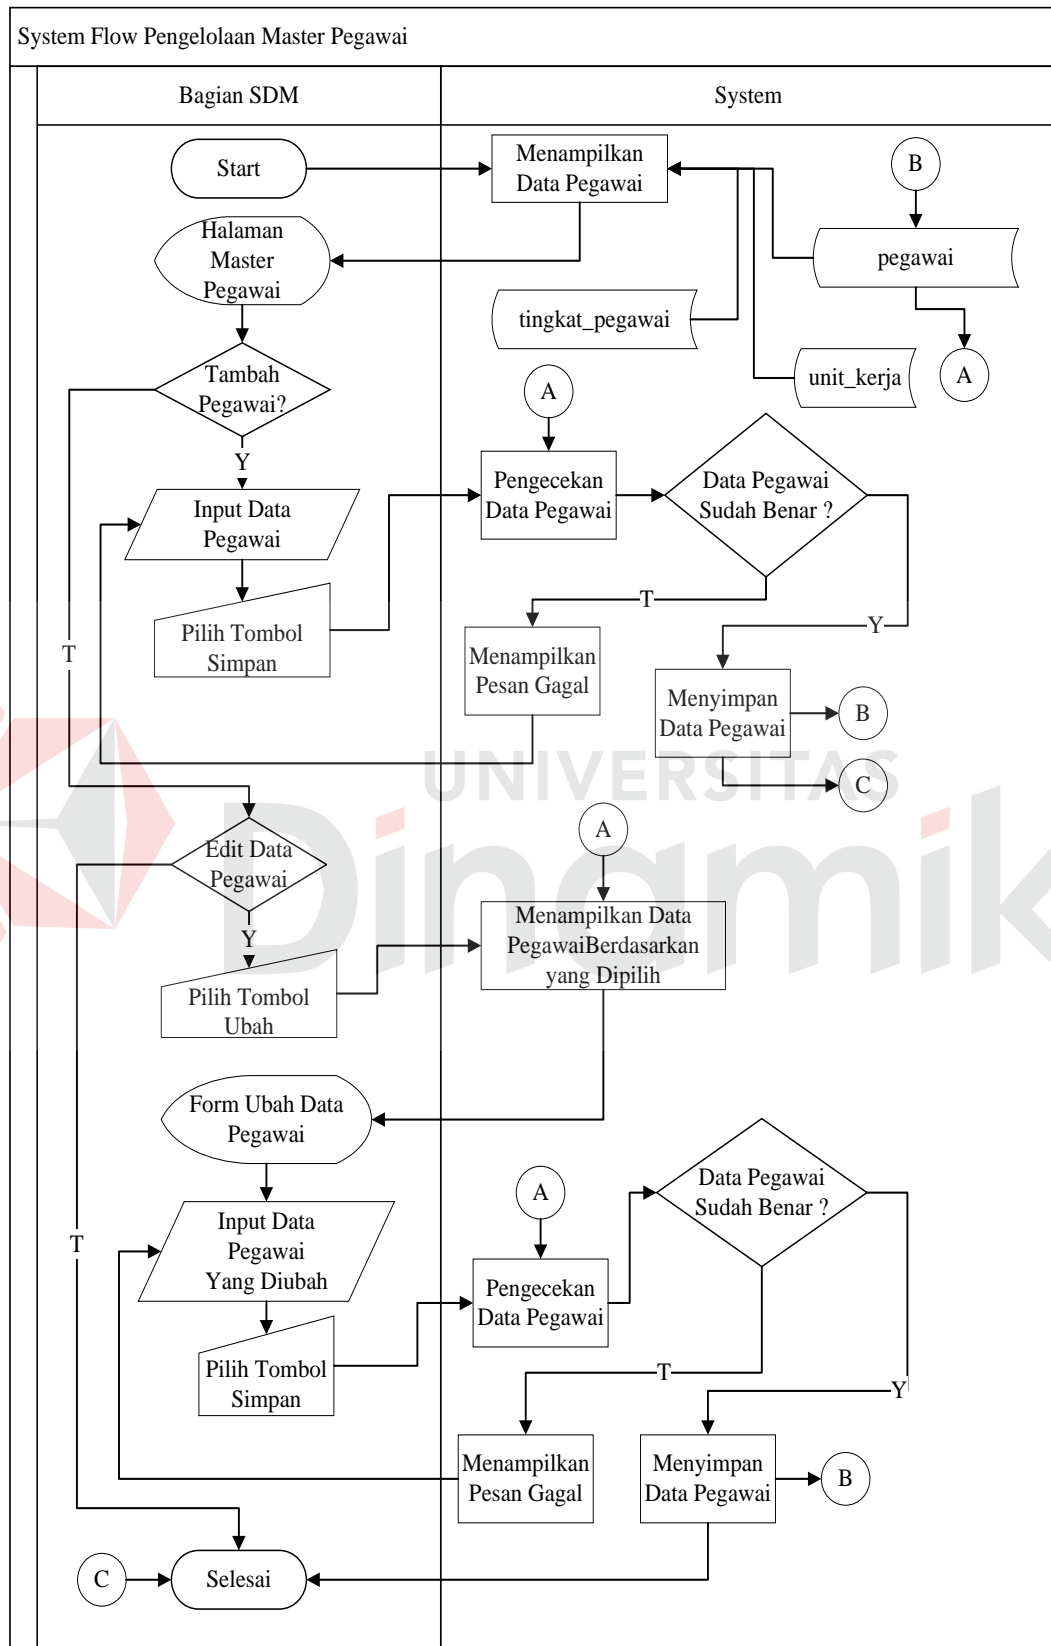 System Flow Pengelolaan Master Pegawai
Bagian SDM
System
Start
Menampilkan
Data Pegawai
B
Halaman
Master
Pegawai
pegawai
tingkat_pegawai
unit_kerja
A
Tambah
Pegawai?
A
Y
Pengecekan
Data Pegawai
Data Pegawai
Sudah Benar ?
Input Data
Pegawai
T
Y
Pilih Tombol
Simpan
T
Menampilkan
Pesan Gagal
Menyimpan
Data Pegawai
B
C
UNIVERSITAS
Dinamik
A
Edit Data
Pegawai
Y
Menampilkan Data
PegawaiBerdasarkan
yang Dipilih
Pilih Tombol
Ubah
Form Ubah Data
Pegawai
A
Data Pegawai
Sudah Benar ?
T
Input Data
Pegawai
Yang Diubah
Pengecekan
Data Pegawai
Pilih Tombol
Simpan
T
Y
Menampilkan
Pesan Gagal
Menyimpan
Data Pegawai
B
C
Selesai